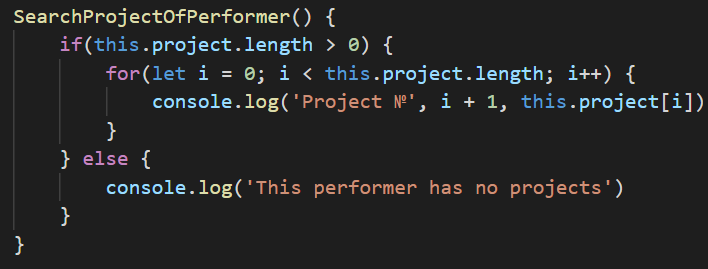 SearchProjectOfPerformer() {
    if(this.project.length > 0) {
        for(let i = 0; i < this.project.length; i++) {
            console.log('Project №', i + 1, this.project[i])
        }
    } else {
        console.log('This performer has no projects')
    }
}